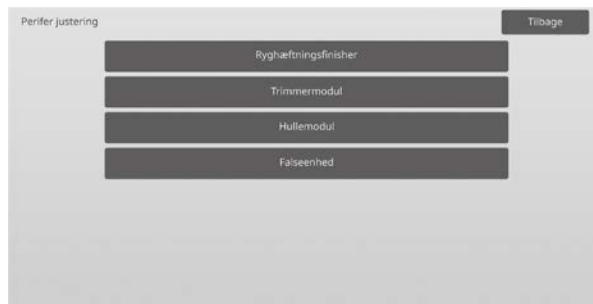 Perifer justering
Tilbage
Ryghæftningsfinisher
Trimmermodul
Hullemodul
Falseenhed